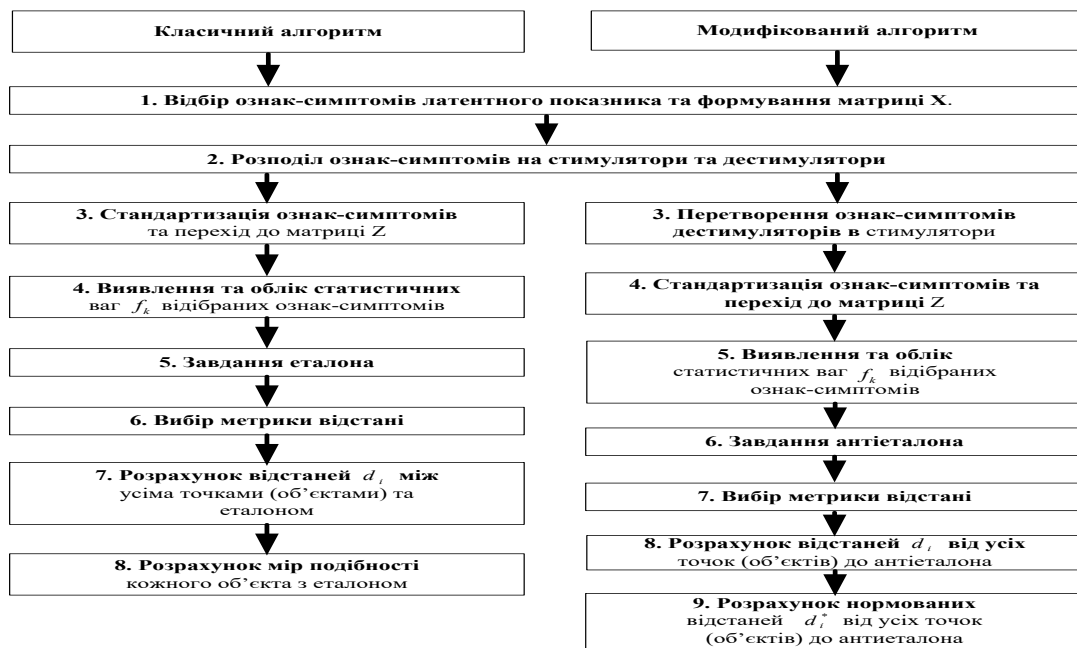 Класичний алгоритм
Модифікований алгоритм
1. Відбір ознак-симптомів латентного показника та формування матриці X.
2. Розподіл ознак-симптомів на стимулятори та дестимулятори
3. Стандартизація ознак-симптомів
та перехід до матриці Z
4. Виявлення та облік статистичних
ваг f_k відібраних ознак-симптомів
5. Завдання еталона
6. Вибір метрики відстані
7. Розрахунок відстаней d_i між
усіма точками (об’єктами) та
еталоном
8. Розрахунок мір подібності
кожного об’єкта з еталоном
3. Перетворення ознак-симптомів
дестимуляторів в стимулятори
4. Стандартизація ознак-симптомів та
перехід до матриці Z
5. Виявлення та облік
статистичних ваг f_k відібраних
ознак-симптомів
6. Завдання антіеталона
7. Вибір метрики відстані
8. Розрахунок відстаней d_i від усіх
точок (об’єктів) до антіеталона
9. Розрахунок нормованих
відстаней d_i^* від усіх точок
(об’єктів) до антиеталона